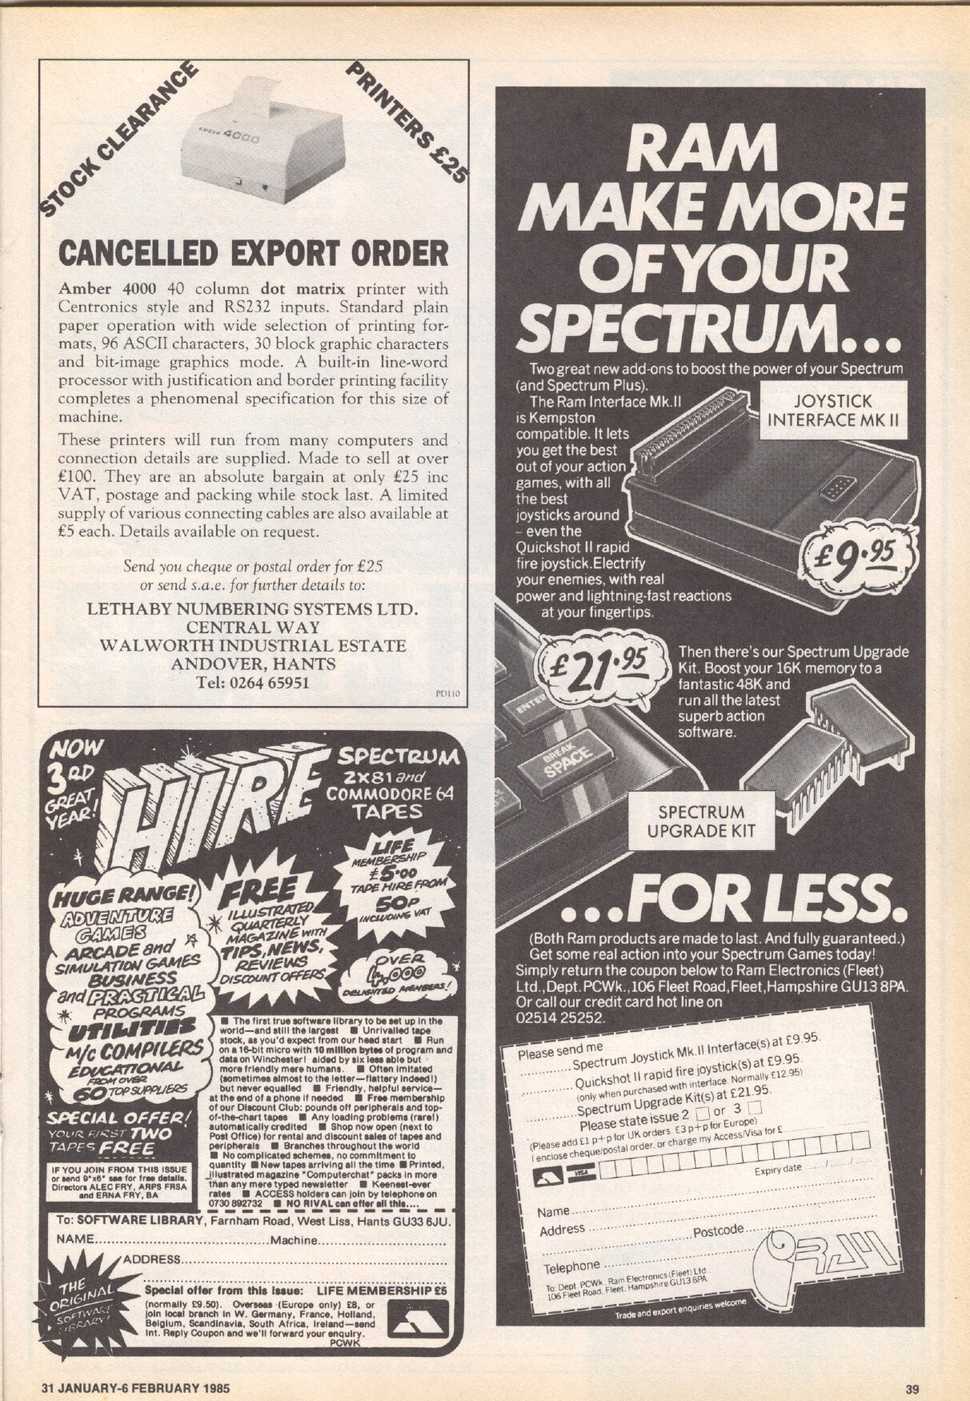 STOCK CLEARANCE
PRINTERS £25
4000
CANCELLED EXPORT ORDER
Amber 4000 40 column dot matrix printer with
Centronics style and RS232 inputs. Standard plain
paper operation with wide selection of printing for-
mats, 96 ASCII characters, 30 block graphic characters
and bit-image graphics mode. A built-in line-word
processor with justification and border printing facility
completes a phenomenal specification for this size of
machine.
These printers will run from many computers and
connection details are supplied. Made to sell at over
£100. They are an absolute bargain at only £25 inc
VAT, postage and packing while stock last. A limited
supply of various connecting cables are also available at
£5 each. Details available on request.
Send you cheque or postal order for £25
or send s.a.e. for further details to:
LETHABY NUMBERING SYSTEMS LTD.
CENTRAL WAY
WALWORTH INDUSTRIAL ESTATE
ANDOVER, HANTS
Tel: 0264 65951
PD110
NOW
3RD
GREAT
YEAR!
HIRE
SPECTRUM
2X81 and
COMMODORE 64
TAPES
LIFE
MEMBERSHIP
£5·00
TAPE HIRE FROM
50p
INCLUDING VAT
HUGE RANGE!
ADVENTURE
GAMES
ARCADE and
SIMULATION GAMES
BUSINESS
and PRACTICAL
PROGRAMS
UTILITIES
M/c COMPILERS
EDUCATIONAL
FROM OVER
60 TOP SUPPLIERS
FREE
ILLUSTRATED
QUARTERLY
MAGAZINE WITH
TIPS, NEWS,
REVIEWS
DISCOUNT OFFERS
OVER
4,000
DELIGHTED MEMBERS!
SPECIAL OFFER!
YOUR FIRST TWO
TAPES FREE
IF YOU JOIN FROM THIS ISSUE
or send 9"x6" sae for free details.
Directors ALEC FRY, ARPS FRSA
and ERNA FRY, BA
■ The first true software library to be set up in the
world—and still the largest ■ Unrivalled tape
stock, as you'd expect from our head start ■ Run
on a 16-bit micro with 10 million bytes of program and
data on Winchester! aided by six less able but
more friendly mere humans. ■ Often imitated
(sometimes almost to the letter—flattery indeed!)
but never equalled ■ Friendly, helpful service—
at the end of a phone if needed ■ Free membership
of our Discount Club: pounds off peripherals and top-
of-the-chart tapes ■ Any loading problems (rare!)
automatically credited ■ Shop now open (next to
Post Office) for rental and discount sales of tapes and
peripherals ■ Branches throughout the world
■ No complicated schemes, no commitment to
quantity ■ New tapes arriving all the time ■ Printed,
illustrated magazine "Computerchat" packs in more
than any mere typed newsletter ■ Keenest-ever
rates ■ ACCESS holders can join by telephone on
0730 892732 ■ NO RIVAL can offer all this....
To: SOFTWARE LIBRARY, Farnham Road, West Liss, Hants GU33 6JU.
NAME..............................Machine.....................
ADDRESS..................................................
Special offer from this issue: LIFE MEMBERSHIP £5
(normally £9.50). Overseas (Europe only) £8, or
join local branch in W. Germany, France, Holland,
Belgium, Scandinavia, South Africa, Ireland—send
Int. Reply Coupon and we'll forward your enquiry.
PCWK
THE
ORIGINAL
SOFTWARE
LIBRARY!
RAM
MAKE MORE
OF YOUR
SPECTRUM...
Two great new add-ons to boost the power of your Spectrum
(and Spectrum Plus).
The Ram Interface Mk.II
is Kempston
compatible. It lets
you get the best
out of your action
games, with all
the best
joysticks around
– even the
Quickshot II rapid
fire joystick. Electrify
your enemies, with real
power and lightning-fast reactions
at your fingertips.
JOYSTICK
INTERFACE MK II
£9·95
£21·95
Then there's our Spectrum Upgrade
Kit. Boost your 16K memory to a
fantastic 48K and
run all the latest
superb action
software.
ENTER
BREAK
SPACE
SPECTRUM
UPGRADE KIT
...FOR LESS.
(Both Ram products are made to last. And fully guaranteed.)
Get some real action into your Spectrum Games today!
Simply return the coupon below to Ram Electronics (Fleet)
Ltd., Dept. PCWk., 106 Fleet Road, Fleet, Hampshire GU13 8PA.
Or call our credit card hot line on
02514 25252.
Please send me
............Spectrum Joystick Mk.II Interface(s) at £9.95.
............Quickshot II rapid fire joystick(s) at £9.95
(only when purchased with interface. Normally £12.95)
............Spectrum Upgrade Kit(s) at £21.95.
Please state issue 2 □ or 3 □
(Please add £1 p+p for UK orders. £3 p+p for Europe)
I enclose cheque/postal order, or charge my Access/Visa for £..........
VISA
Expiry date ....../....../......
Name..........
Address..........
Postcode..........
Telephone..........
To: Dept. PCWk, Ram Electronics (Fleet) Ltd
106 Fleet Road, Fleet, Hampshire GU13 8PA
RAM
Trade and export enquiries welcome
31 JANUARY-6 FEBRUARY 1985
39